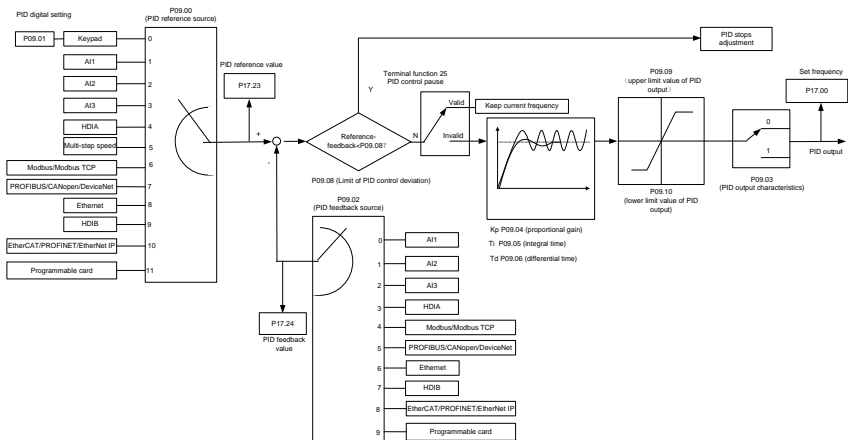 PID digital setting
P09.00
(PID reference source)
P09.01
Keypad
0
AI1
1
AI2
2
AI3
3
HDIA
4
Multi-step speed
5
Modbus/Modbus TCP
6
PROFIBUS/CANopen/DeviceNet
7
Ethernet
8
HDIB
9
EtherCAT/PROFINET/EtherNet IP
10
Programmable card
11
PID reference value
P17.23
+
-
P17.24
PID feedback
value
Y
Reference-
feedback<P09.08?
N
P09.08 (Limit of PID control deviation)
PID stops
adjustment
Terminal function 25
PID control pause
Valid
Invalid
Keep current frequency
Kp P09.04 (proportional gain)
Ti P09.05 (integral time)
Td P09.06 (differential time)
P09.09
(upper limit value of PID
output)
P09.10
(lower limit value of PID
output)
0
1
P09.03
(PID output characteristics)
Set frequency
P17.00
PID output
P09.02
(PID feedback source)
0
AI1
1
AI2
2
AI3
3
HDIA
4
Modbus/Modbus TCP
5
PROFIBUS/CANopen/DeviceNet
6
Ethernet
7
HDIB
8
EtherCAT/PROFINET/EtherNet IP
9
Programmable card